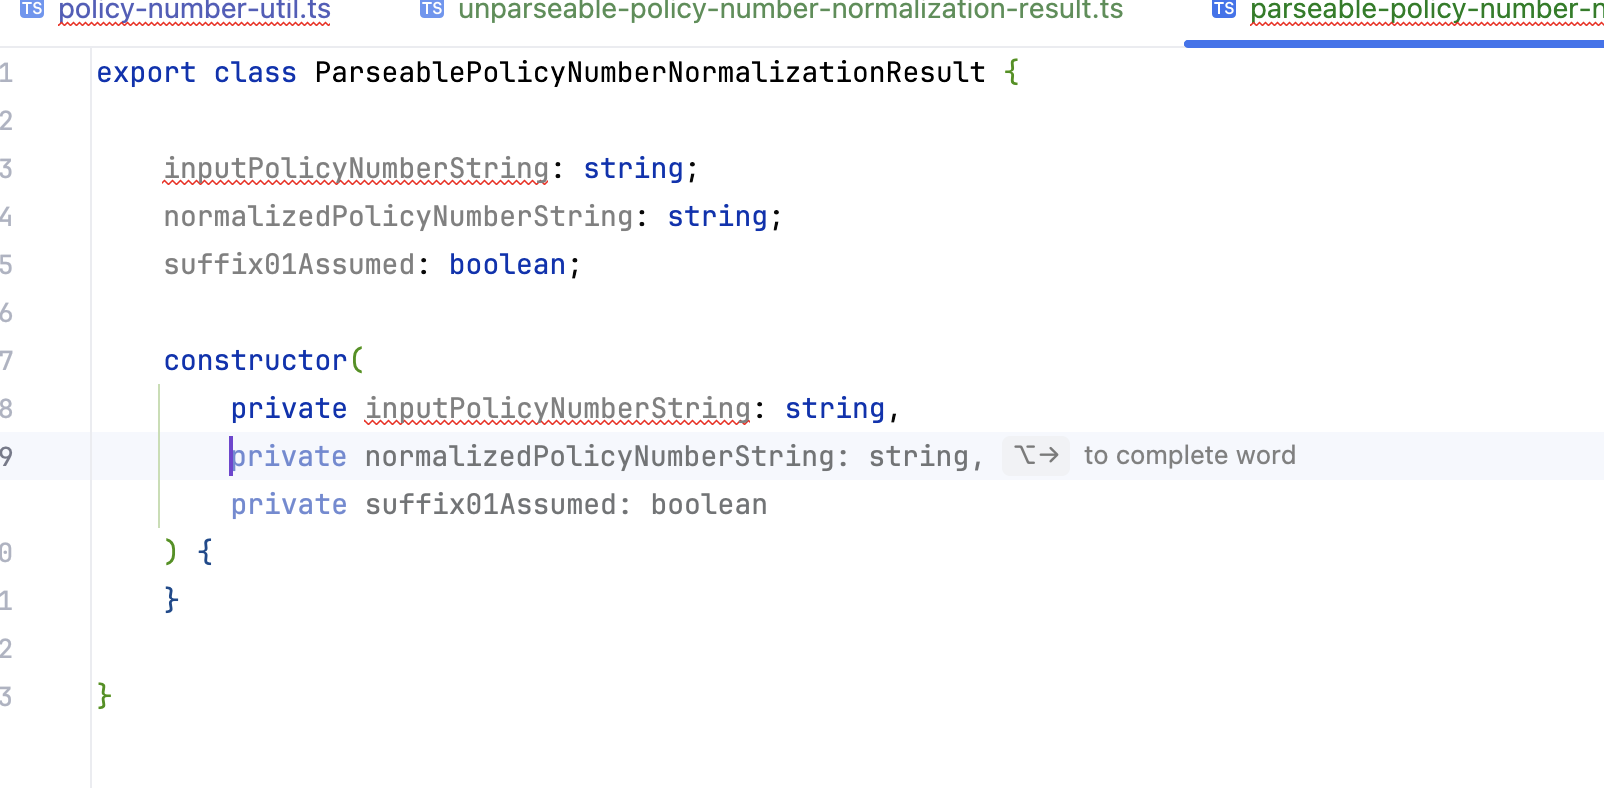 TS policy-number-util.ts TS unparseable-policy-number-normalization-result.ts TS parseable-policy-number-n
1 export class ParseablePolicyNumberNormalizationResult {
2
3 inputPolicyNumberString: string;
4 normalizedPolicyNumberString: string;
5 suffix01Assumed: boolean;
6
7 constructor(
8 private inputPolicyNumberString: string,
9 private normalizedPolicyNumberString: string, ⌥→ to complete word
private suffix01Assumed: boolean
0 ) {
1 }
2
3 }